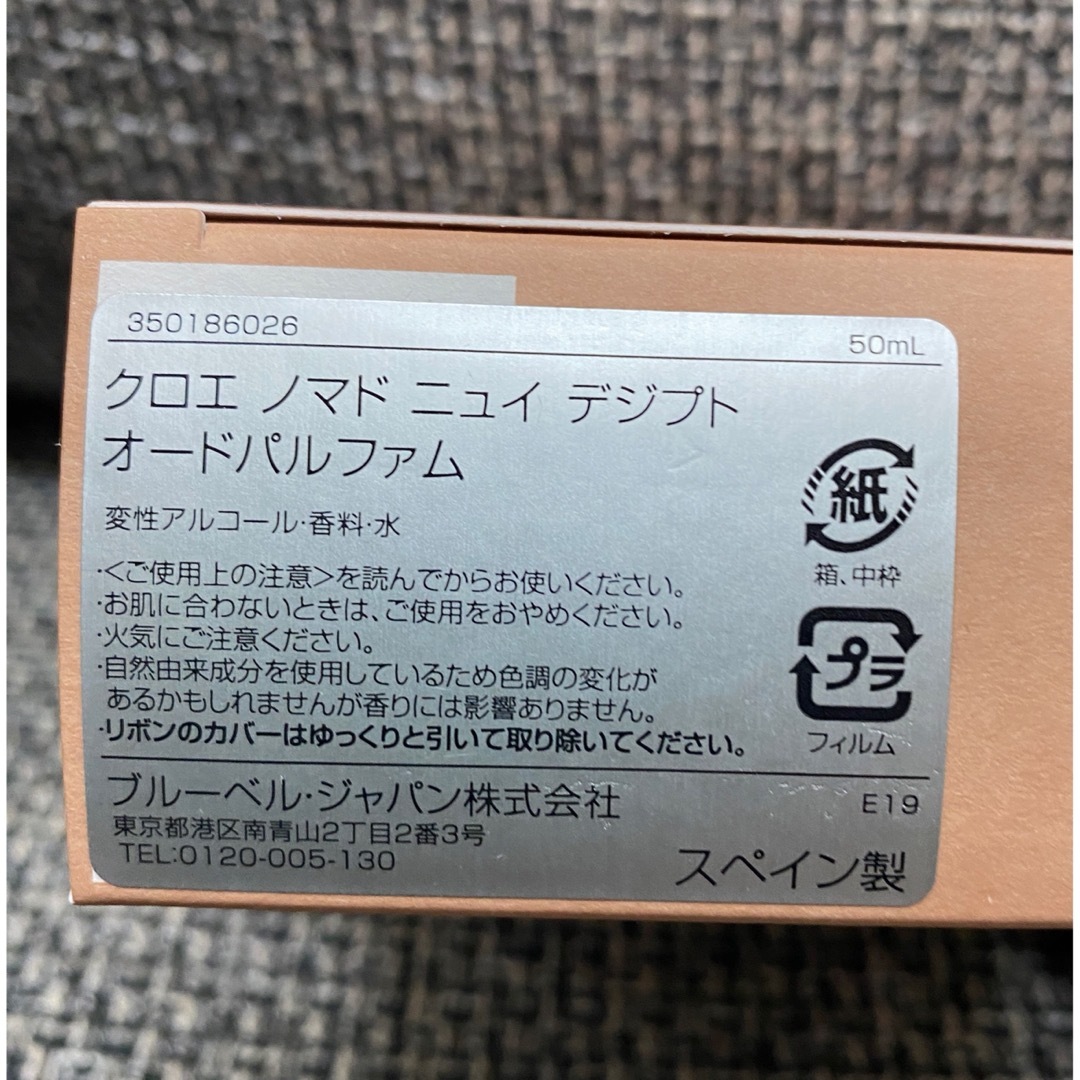 350186026
50mL
クロエ ノマド ニュイ デジプト
オードパルファム
変性アルコール･香料･水
･<ご使用上の注意>を読んでからお使いください。
･お肌に合わないときは､ご使用をおやめください。
･火気にご注意ください。
･自然由来成分を使用しているため色調の変化が
あるかもしれませんが香りには影響ありません。
･リボンのカバーはゆっくりと引いて取り除いてください。
紙
箱､中枠
プラ
フィルム
ブルーベル･ジャパン株式会社
E19
東京都港区南青山2丁目2番3号
TEL:0120-005-130
スペイン製